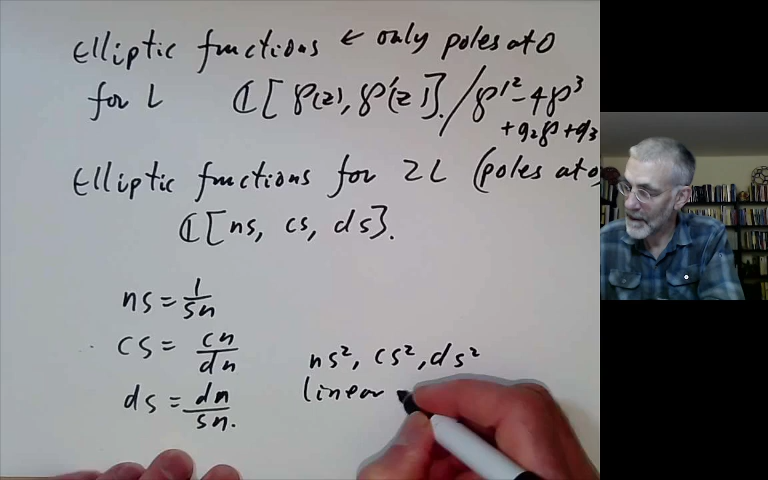 Elliptic functions ← only poles at 0
for L ℂ[℘(z), ℘'(z)]/℘'² - 4℘³
+ g₂℘ + g₃
Elliptic functions for 2L (poles at 0)
ℂ[ns, cs, ds].
ns = 1/sn
cs = cn/dn
ns², cs², ds²
ds = dn/sn.
linear